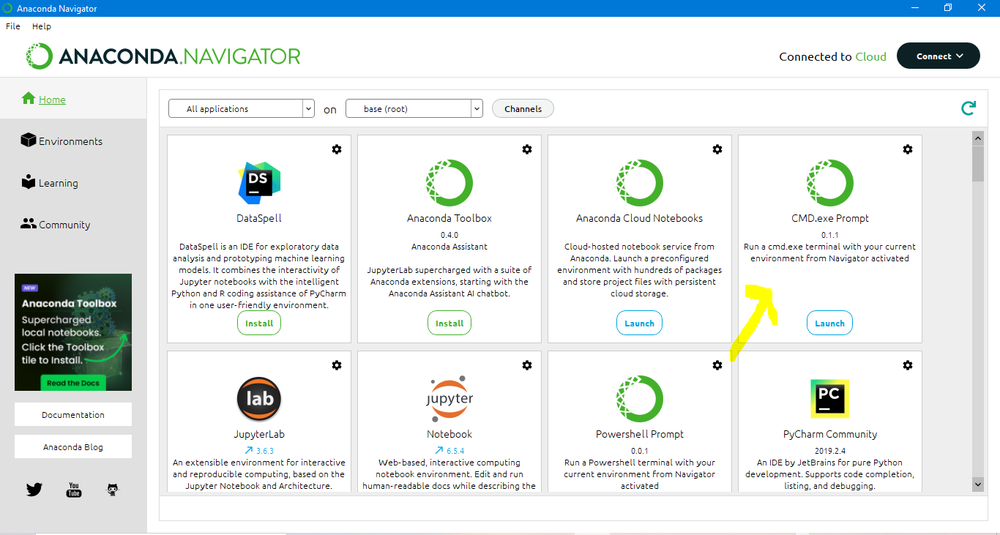 Anaconda Navigator
File Help
ANACONDA.NAVIGATOR
Connected to Cloud
Connect
Home
Environments
Learning
Community
NEW
Anaconda Toolbox
Supercharged
local notebooks.
Click the Toolbox
tile to Install.
Read the Docs
Documentation
Anaconda Blog
You
Tube
All applications
on
base (root)
Channels
DS
DataSpell
DataSpell is an IDE for exploratory data
analysis and prototyping machine learning
models. It combines the interactivity of
Jupyter notebooks with the intelligent
Python and R coding assistance of PyCharm
in one user-friendly environment.
Install
Anaconda Toolbox
0.4.0
Anaconda Assistant
JupyterLab supercharged with a suite of
Anaconda extensions, starting with the
Anaconda Assistant AI chatbot.
Install
Anaconda Cloud Notebooks
Cloud-hosted notebook service from
Anaconda. Launch a preconfigured
environment with hundreds of packages
and store project files with persistent
cloud storage.
Launch
CMD.exe Prompt
0.1.1
Run a cmd.exe terminal with your current
environment from Navigator activated
Launch
lab
JupyterLab
3.6.3
An extensible environment for interactive
and reproducible computing, based on the
Jupyter Notebook and Architecture.
jupyter
Notebook
6.5.4
Web-based, interactive computing
notebook environment. Edit and run
human-readable docs while describing the
Powershell Prompt
0.0.1
Run a Powershell terminal with your
current environment from Navigator
activated
PC
PyCharm Community
2019.2.4
An IDE by JetBrains for pure Python
development. Supports code completion,
listing, and debugging.